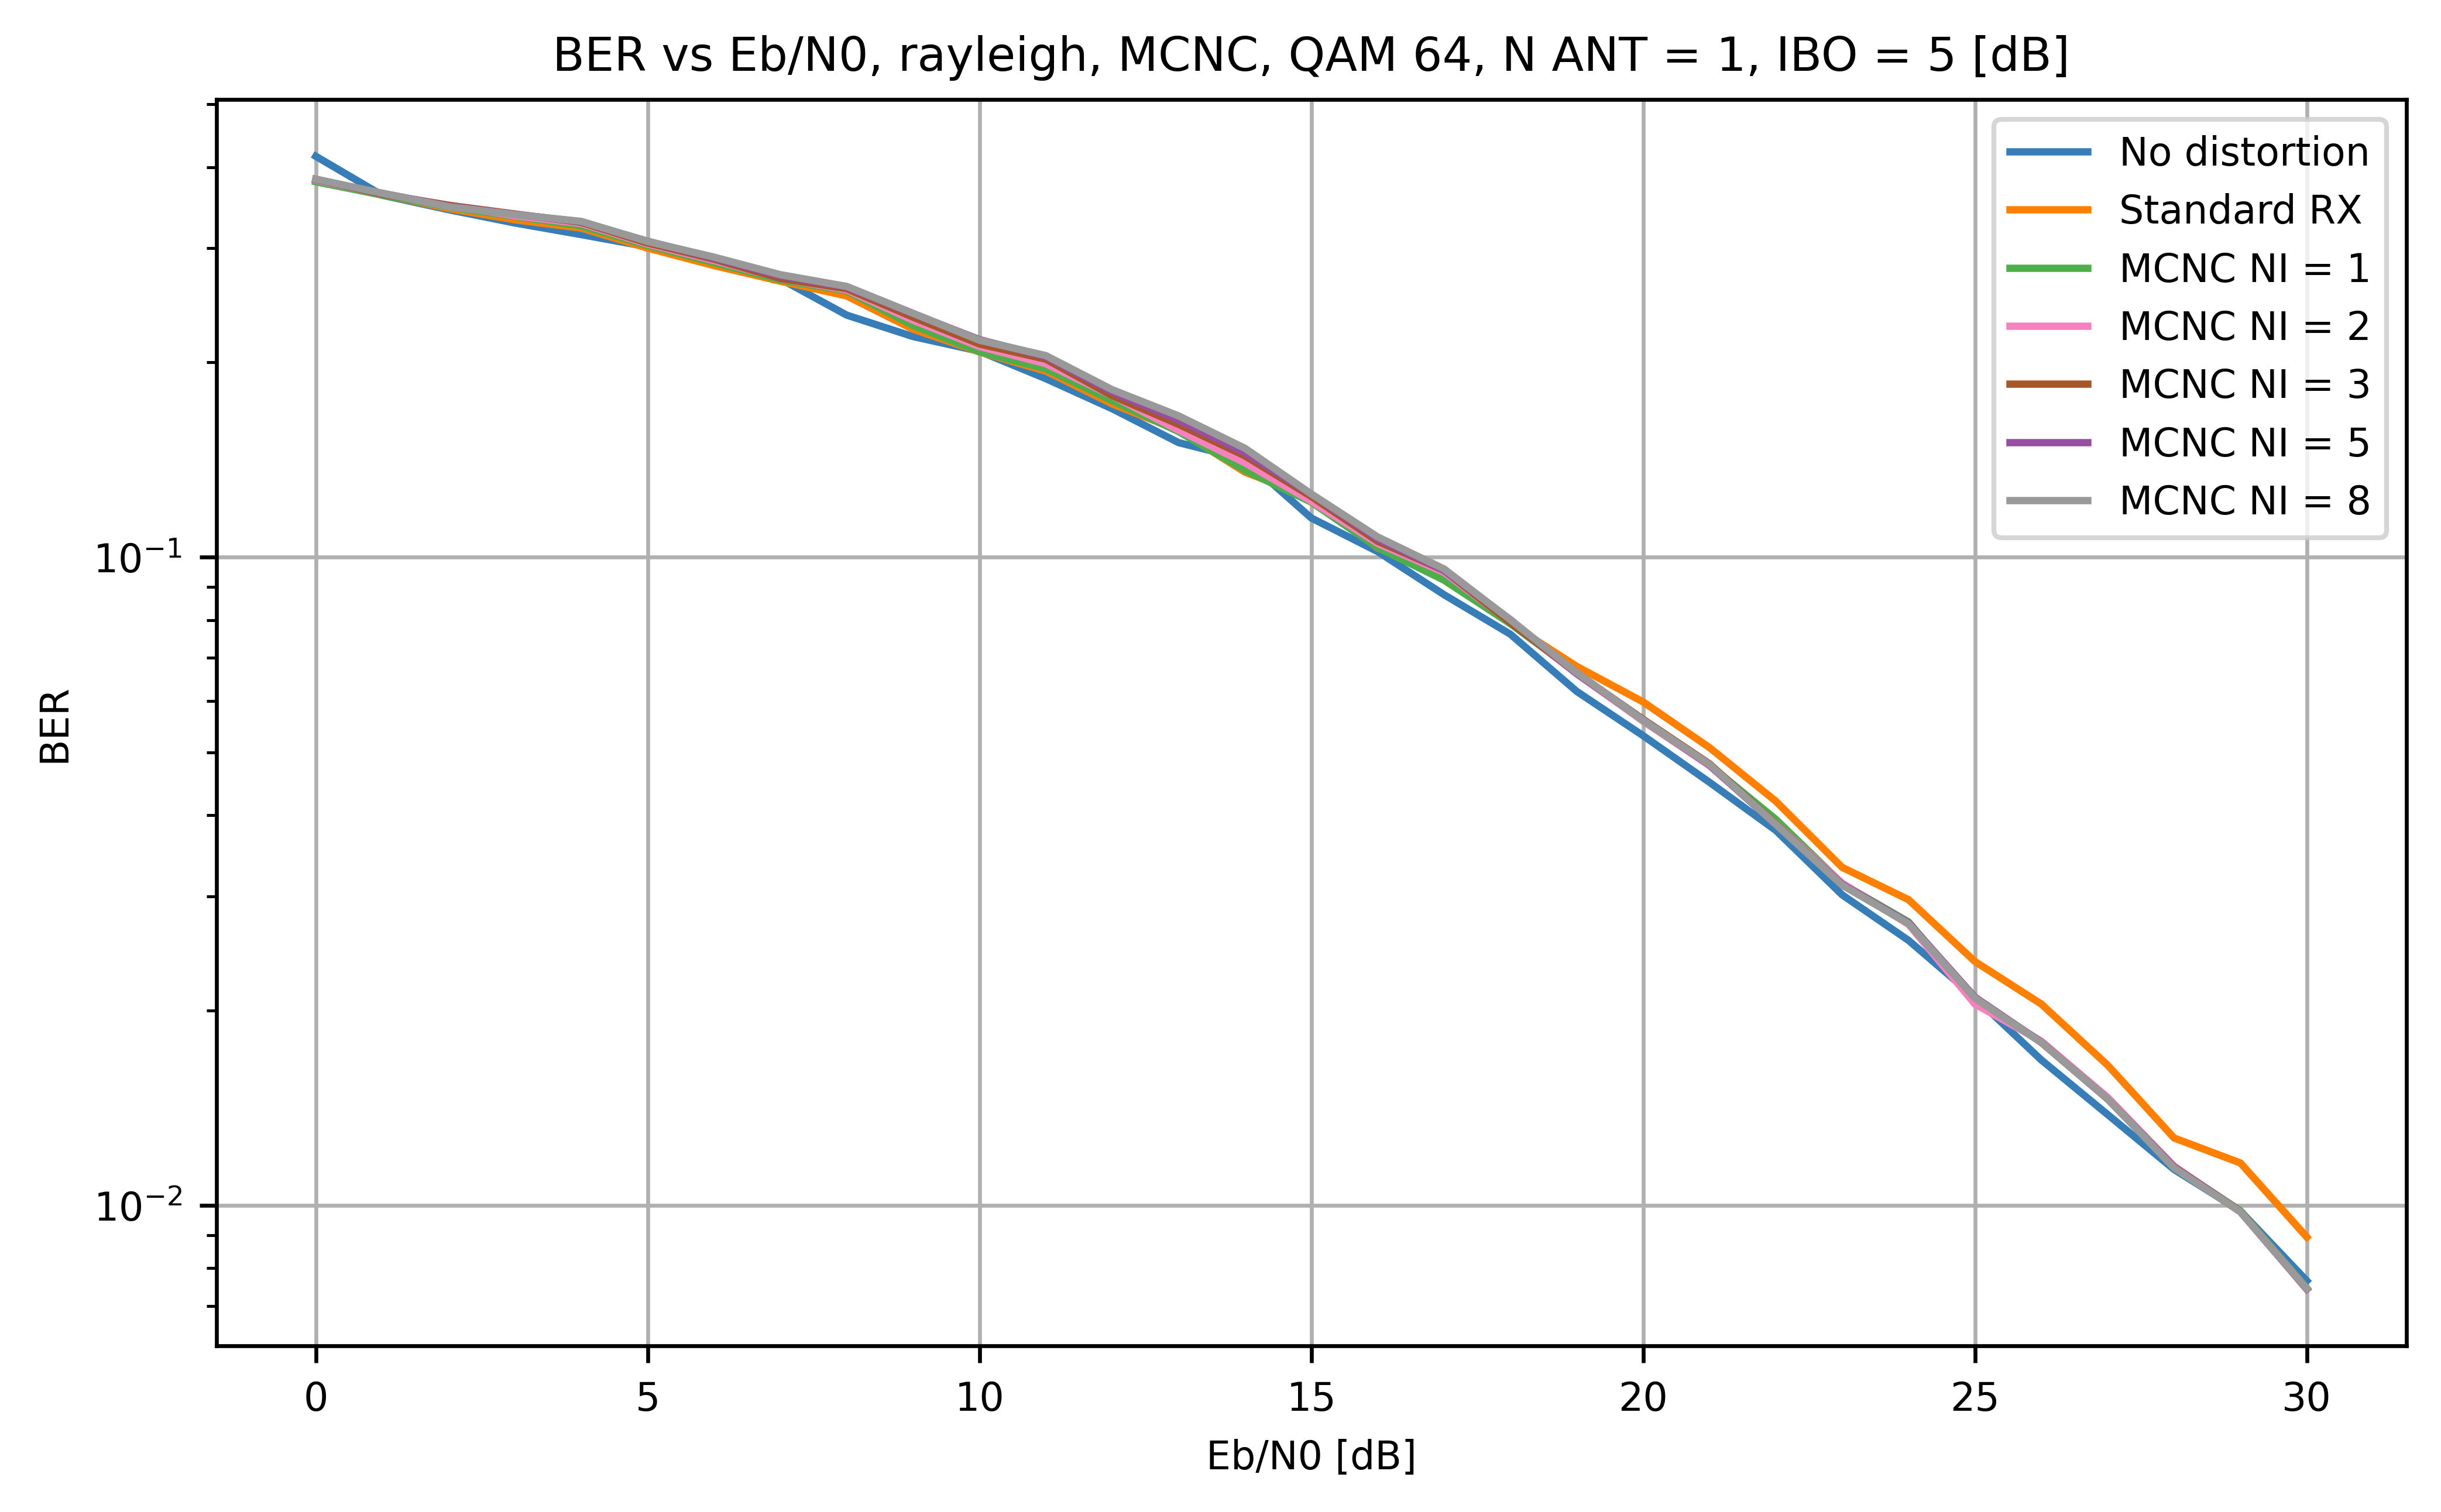 BER vs Eb/N0, rayleigh, MCNC, QAM 64, N ANT = 1, IBO = 5 [dB]
No distortion
Standard RX
MCNC NI = 1
MCNC NI = 2
MCNC NI = 3
MCNC NI = 5
MCNC NI = 8
10⁻¹
BER
10⁻²
0 5 10 15 20 25 30
Eb/N0 [dB]